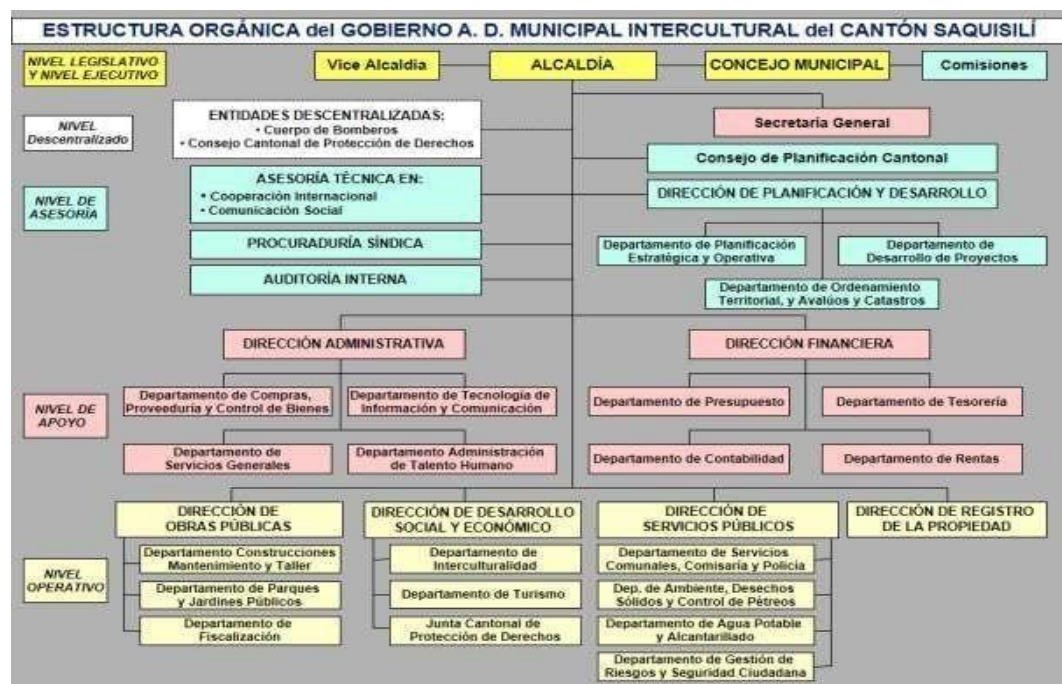 ESTRUCTURA ORGÁNICA del GOBIERNO A. D. MUNICIPAL INTERCULTURAL del CANTÓN SAQUISILÍ
NIVEL LEGISLATIVO
Y NIVEL EJECUTIVO
Vice Alcaldía
ALCALDÍA
CONCEJO MUNICIPAL
Comisiones
NIVEL
Descentralizado
ENTIDADES DESCENTRALIZADAS:
• Cuerpo de Bomberos
• Consejo Cantonal de Protección de Derechos
Secretaria General
Consejo de Planificación Cantonal
NIVEL DE
ASESORÍA
ASESORÍA TÉCNICA EN:
• Cooperación Internacional
• Comunicación Social
DIRECCIÓN DE PLANIFICACIÓN Y DESARROLLO
PROCURADURÍA SÍNDICA
Departamento de Planificación
Estratégica y Operativa
Departamento de
Desarrollo de Proyectos
AUDITORÍA INTERNA
Departamento de Ordenamiento
Territorial, y Avalúos y Catastros
DIRECCIÓN ADMINISTRATIVA
DIRECCIÓN FINANCIERA
NIVEL DE
APOYO
Departamento de Compras,
Proveeduría y Control de Bienes
Departamento de Tecnología de
Información y Comunicación
Departamento de Presupuesto
Departamento de Tesorería
Departamento de
Servicios Generales
Departamento Administración
de Talento Humano
Departamento de Contabilidad
Departamento de Rentas
NIVEL
OPERATIVO
DIRECCIÓN DE
OBRAS PÚBLICAS
DIRECCIÓN DE DESARROLLO
SOCIAL Y ECONÓMICO
DIRECCIÓN DE
SERVICIOS PÚBLICOS
DIRECCIÓN DE REGISTRO
DE LA PROPIEDAD
Departamento Construcciones
Mantenimiento y Taller
Departamento de
Interculturalidad
Departamento de Servicios
Comunales, Comisaría y Policía
Departamento de Parques
y Jardines Públicos
Departamento de Turismo
Dep. de Ambiente, Desechos
Sólidos y Control de Pétreos
Departamento de
Fiscalización
Junta Cantonal de
Protección de Derechos
Departamento de Agua Potable
y Alcantarillado
Departamento de Gestión de
Riesgos y Seguridad Ciudadana